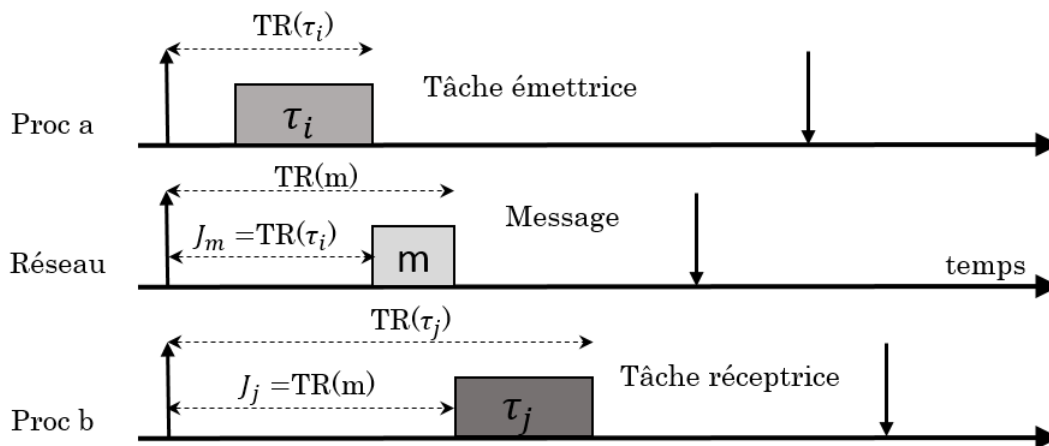 TR(τᵢ)
Tâche émettrice
τᵢ
Proc a
TR(m)
Message
Jₘ =TR(τᵢ)
m
Réseau
temps
TR(τⱼ)
Tâche réceptrice
Jⱼ =TR(m)
τⱼ
Proc b